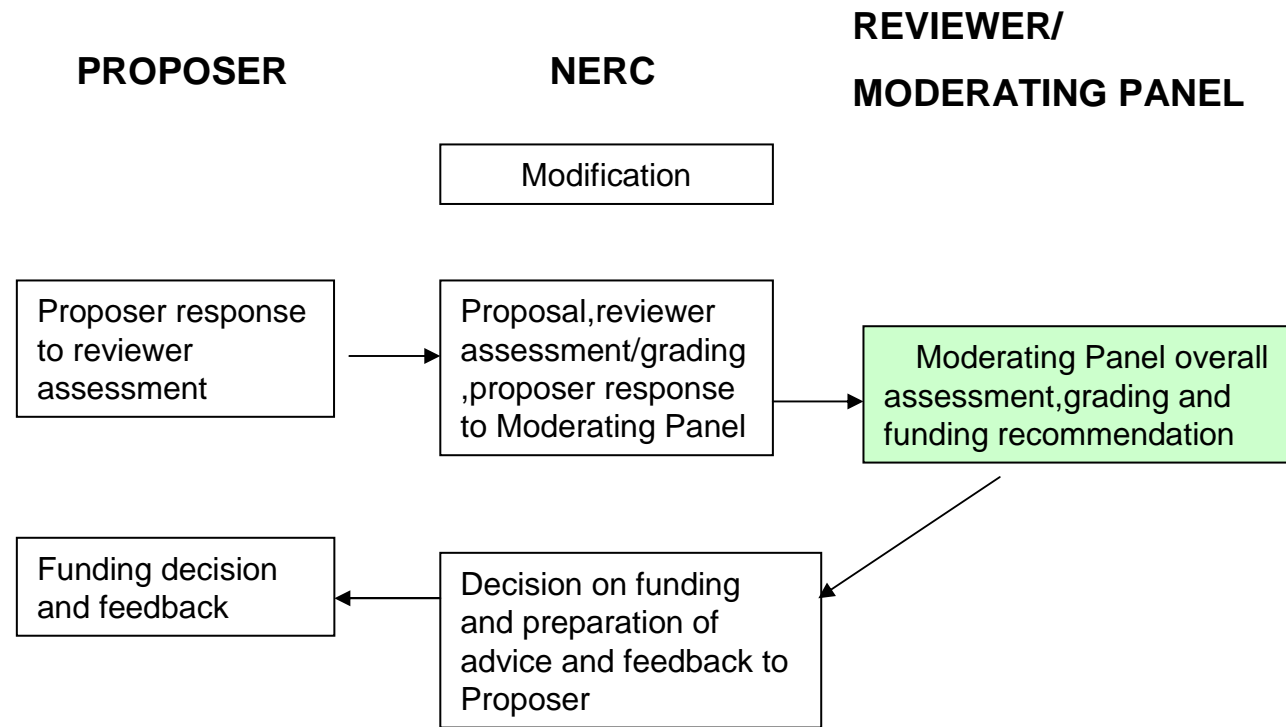 PROPOSER
NERC
REVIEWER/
MODERATING PANEL
Modification
Proposer response
to reviewer
assessment
Proposal,reviewer
assessment/grading
,proposer response
to Moderating Panel
Moderating Panel overall
assessment,grading and
funding recommendation
Funding decision
and feedback
Decision on funding
and preparation of
advice and feedback to
Proposer